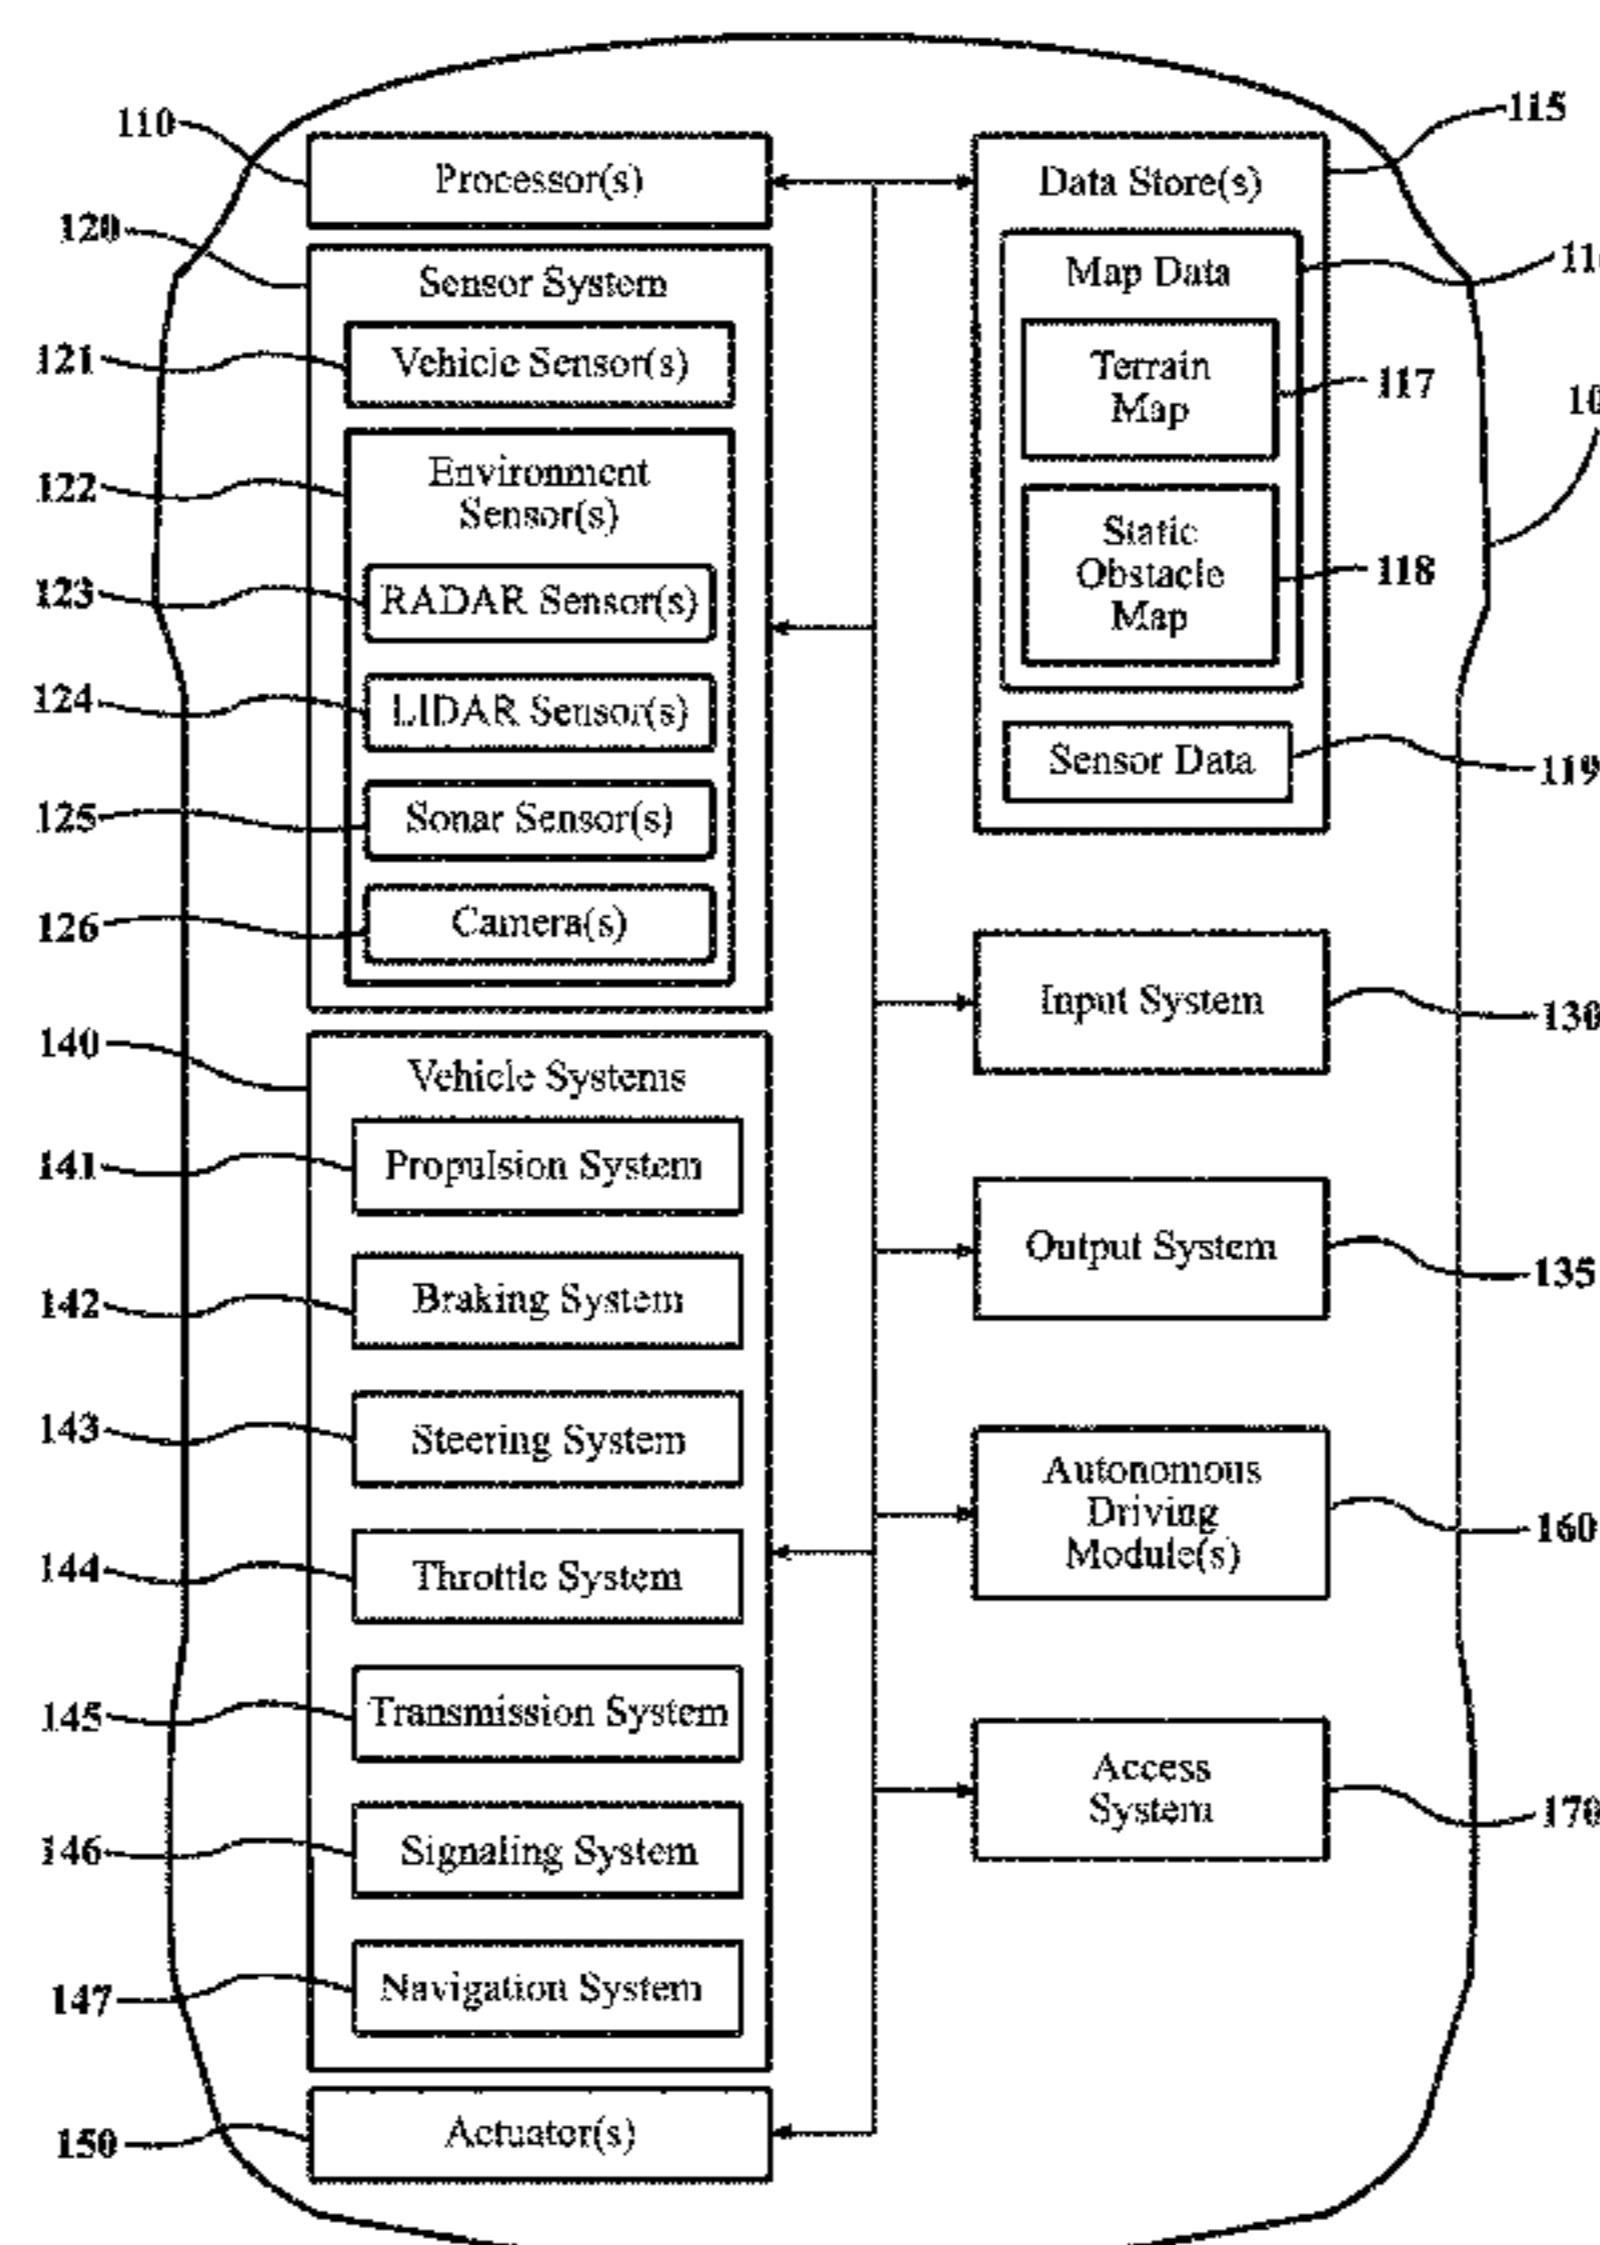 110
Processor(s)
120
Sensor System
121
Vehicle Sensor(s)
122
Environment
Sensor(s)
123
RADAR Sensor(s)
124
LIDAR Sensor(s)
125
Sonar Sensor(s)
126
Camera(s)
140
Vehicle Systems
141
Propulsion System
142
Braking System
143
Steering System
144
Throttle System
145
Transmission System
146
Signaling System
147
Navigation System
150
Actuator(s)
115
Data Store(s)
Map Data
Terrain
Map
117
10
Static
Obstacle
Map
118
Sensor Data
119
Input System
130
Output System
135
Autonomous
Driving
Module(s)
160
Access
System
170